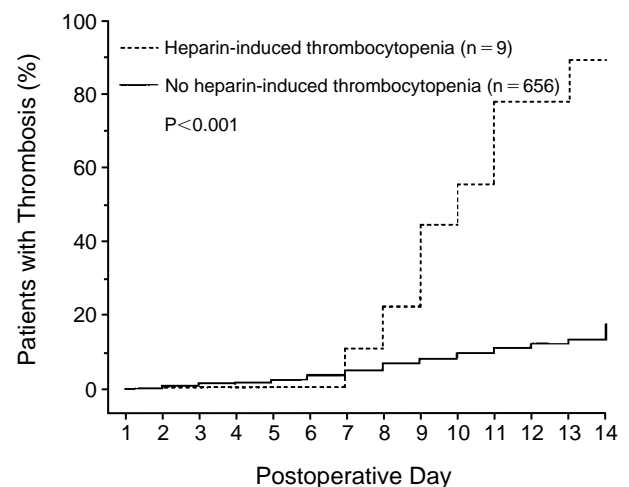 100
80
60
40
20
0
Patients with Thrombosis (%)
Heparin-induced thrombocytopenia (n=9)
No heparin-induced thrombocytopenia (n=656)
P<0.001
1 2 3 4 5 6 7 8 9 10 11 12 13 14
Postoperative Day